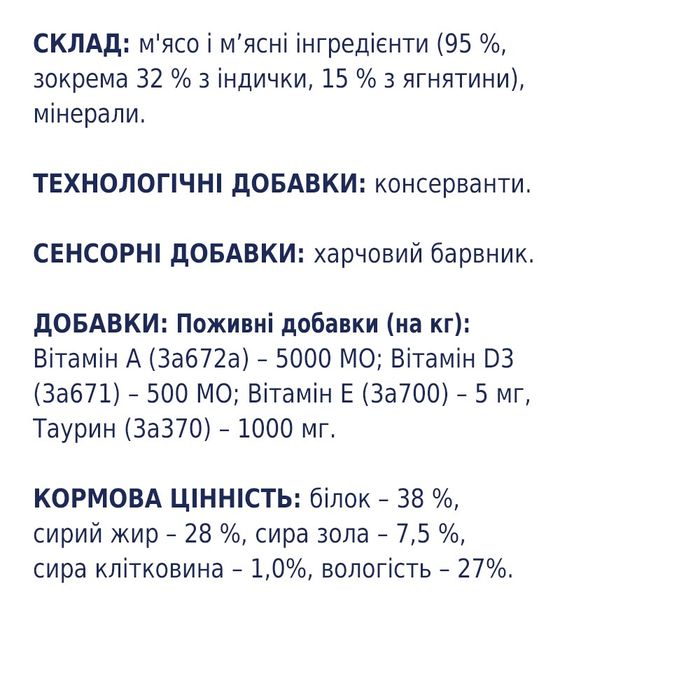 СКЛАД: м'ясо і м’ясні інгредієнти (95 %,
зокрема 32 % з індички, 15 % з ягнятини),
мінерали.
ТЕХНОЛОГІЧНІ ДОБАВКИ: консерванти.
СЕНСОРНІ ДОБАВКИ: харчовий барвник.
ДОБАВКИ: Поживні добавки (на кг):
Вітамін А (3а672а) – 5000 МО; Вітамін D3
(3а671) – 500 МО; Вітамін Е (3а700) – 5 мг,
Таурин (3а370) – 1000 мг.
КОРМОВА ЦІННІСТЬ: білок – 38 %,
сирий жир – 28 %, сира зола – 7,5 %,
сира клітковина – 1,0%, вологість – 27%.